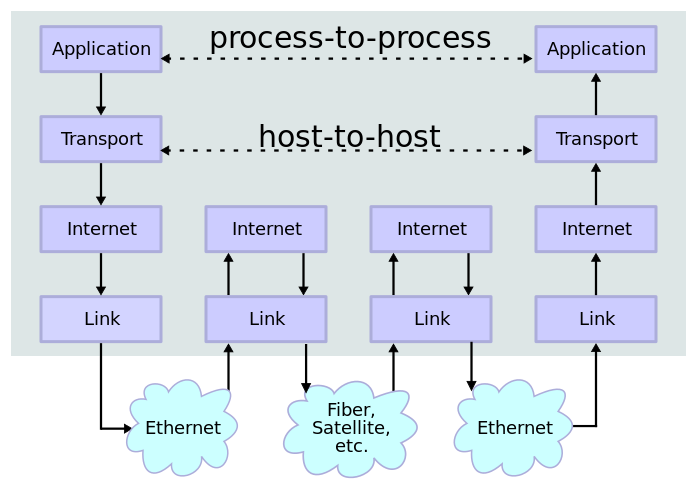 process-to-process
Application
Application
host-to-host
Transport
Transport
Internet
Internet
Internet
Internet
Link
Link
Link
Link
Ethernet
Fiber,
Satellite,
etc.
Ethernet